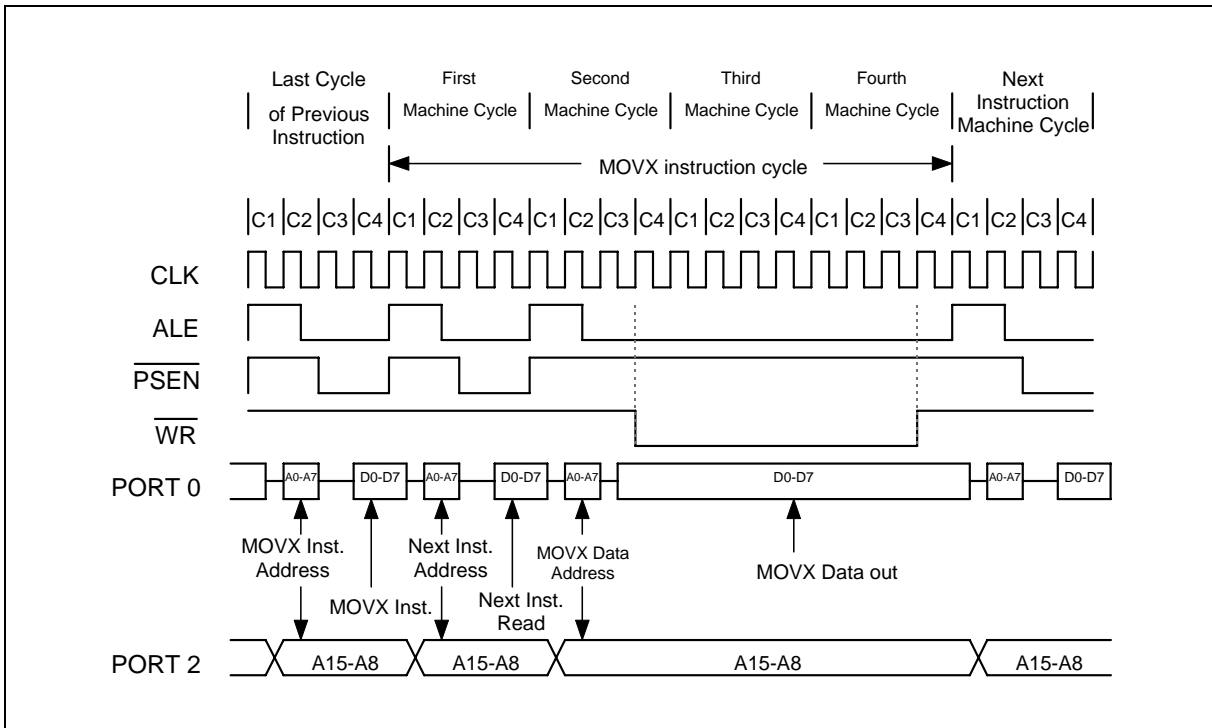 Last Cycle
of Previous
Instruction
First
Machine Cycle
Second
Machine Cycle
Third
Machine Cycle
Fourth
Machine Cycle
Next
Instruction
Machine Cycle
MOVX instruction cycle
C1 C2 C3 C4 C1 C2 C3 C4 C1 C2 C3 C4 C1 C2 C3 C4 C1 C2 C3 C4 C1 C2 C3 C4
CLK
ALE
PSEN
WR
PORT 0
A0-A7 D0-D7 A0-A7 D0-D7 A0-A7 D0-D7 A0-A7 D0-D7
MOVX Inst.
Address
MOVX Inst.
Next Inst.
Address
Next Inst.
Read
MOVX Data
Address
MOVX Data out
PORT 2
A15-A8 A15-A8 A15-A8 A15-A8